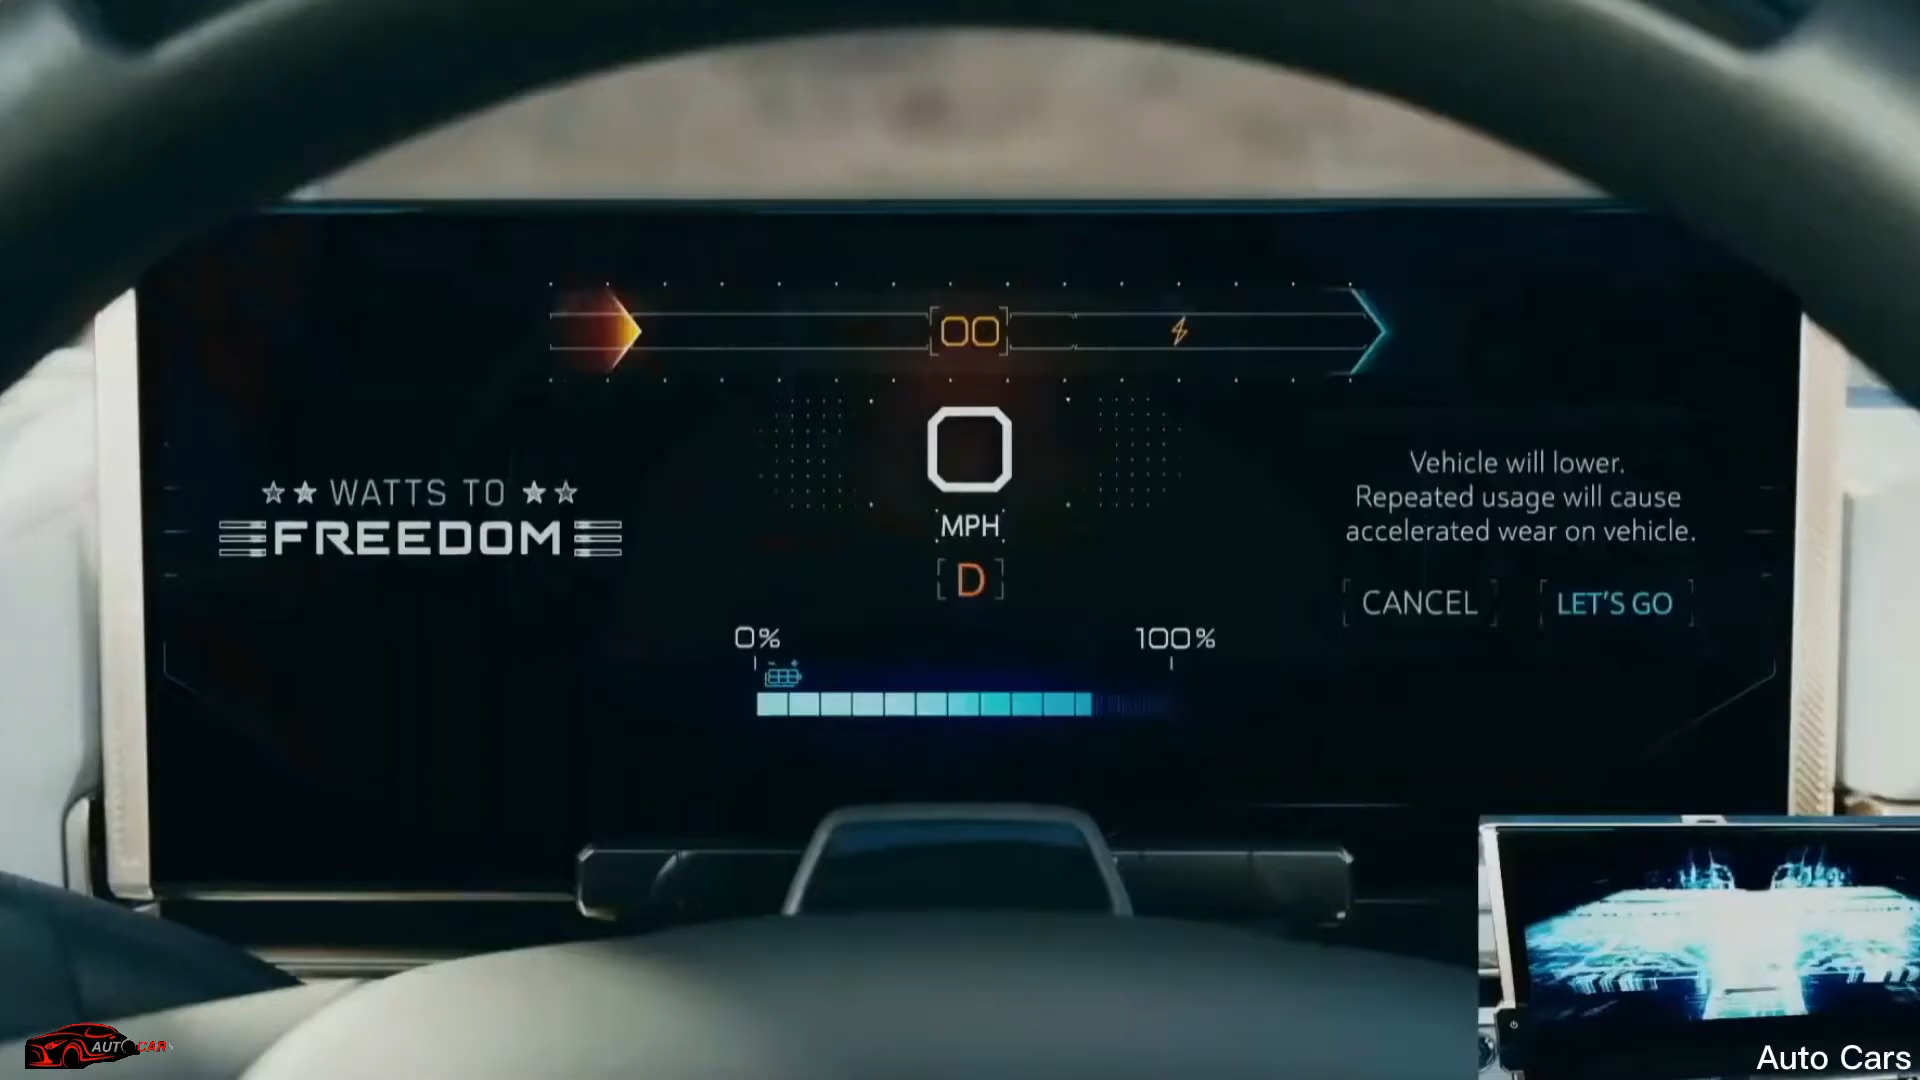 00
0
MPH
D
★★ WATTS TO ★★
FREEDOM
Vehicle will lower.
Repeated usage will cause
accelerated wear on vehicle.
CANCEL
LET'S GO
0%
100%
AUTOCAR
Auto Cars